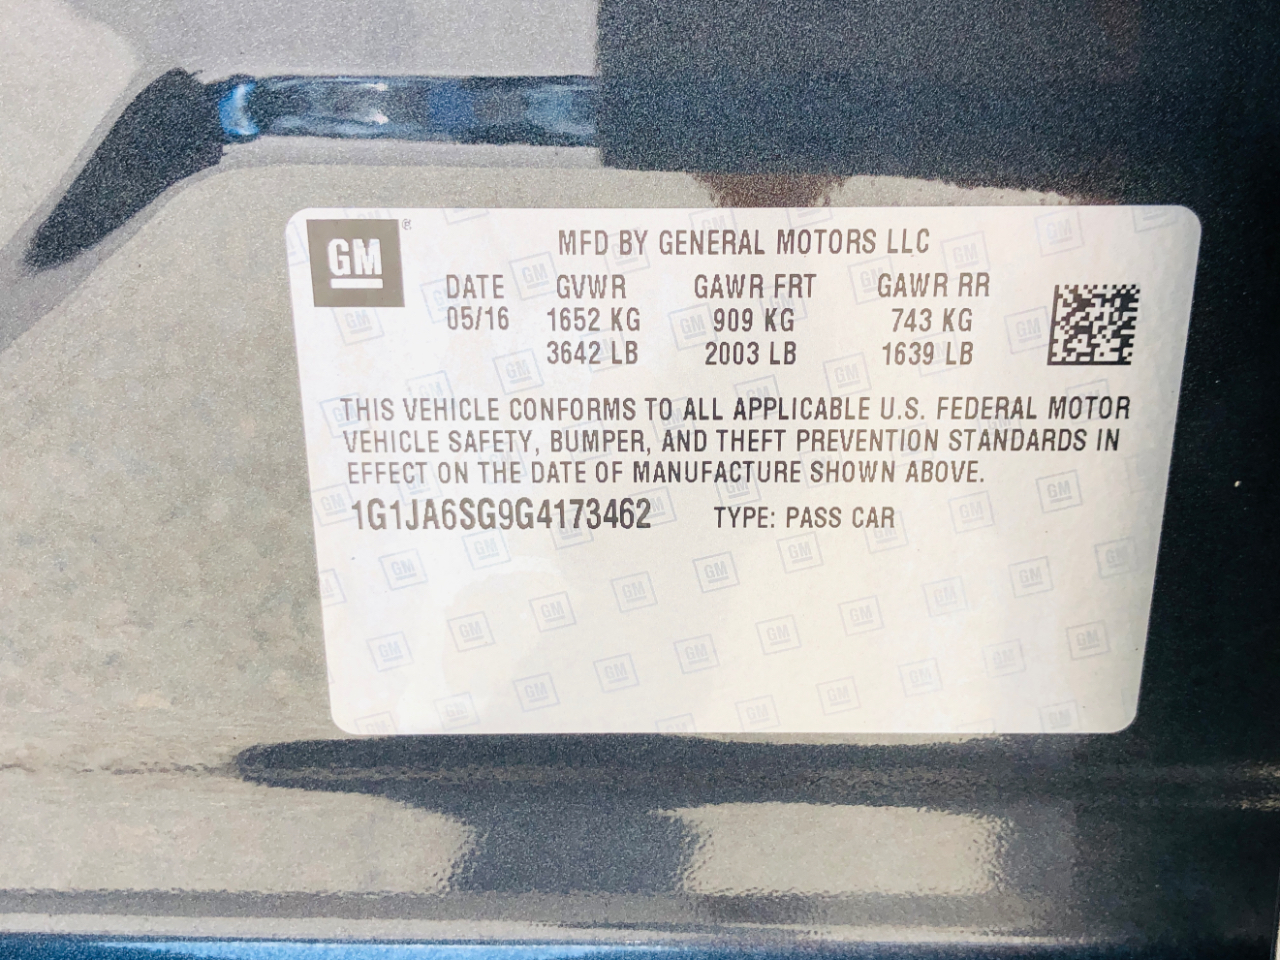 GM ®
MFD BY GENERAL MOTORS LLC
DATE GVWR GAWR FRT GAWR RR
05/16 1652 KG 909 KG 743 KG
3642 LB 2003 LB 1639 LB
THIS VEHICLE CONFORMS TO ALL APPLICABLE U.S. FEDERAL MOTOR
VEHICLE SAFETY, BUMPER, AND THEFT PREVENTION STANDARDS IN
EFFECT ON THE DATE OF MANUFACTURE SHOWN ABOVE.
1G1JA6SG9G4173462 TYPE: PASS CAR